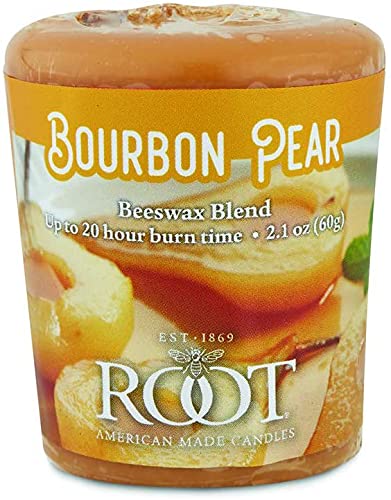 BOURBON PEAR
Beeswax Blend
Up to 20 hour burn time • 2.1 oz (60g)
EST • 1869
ROOT
AMERICAN MADE CANDLES